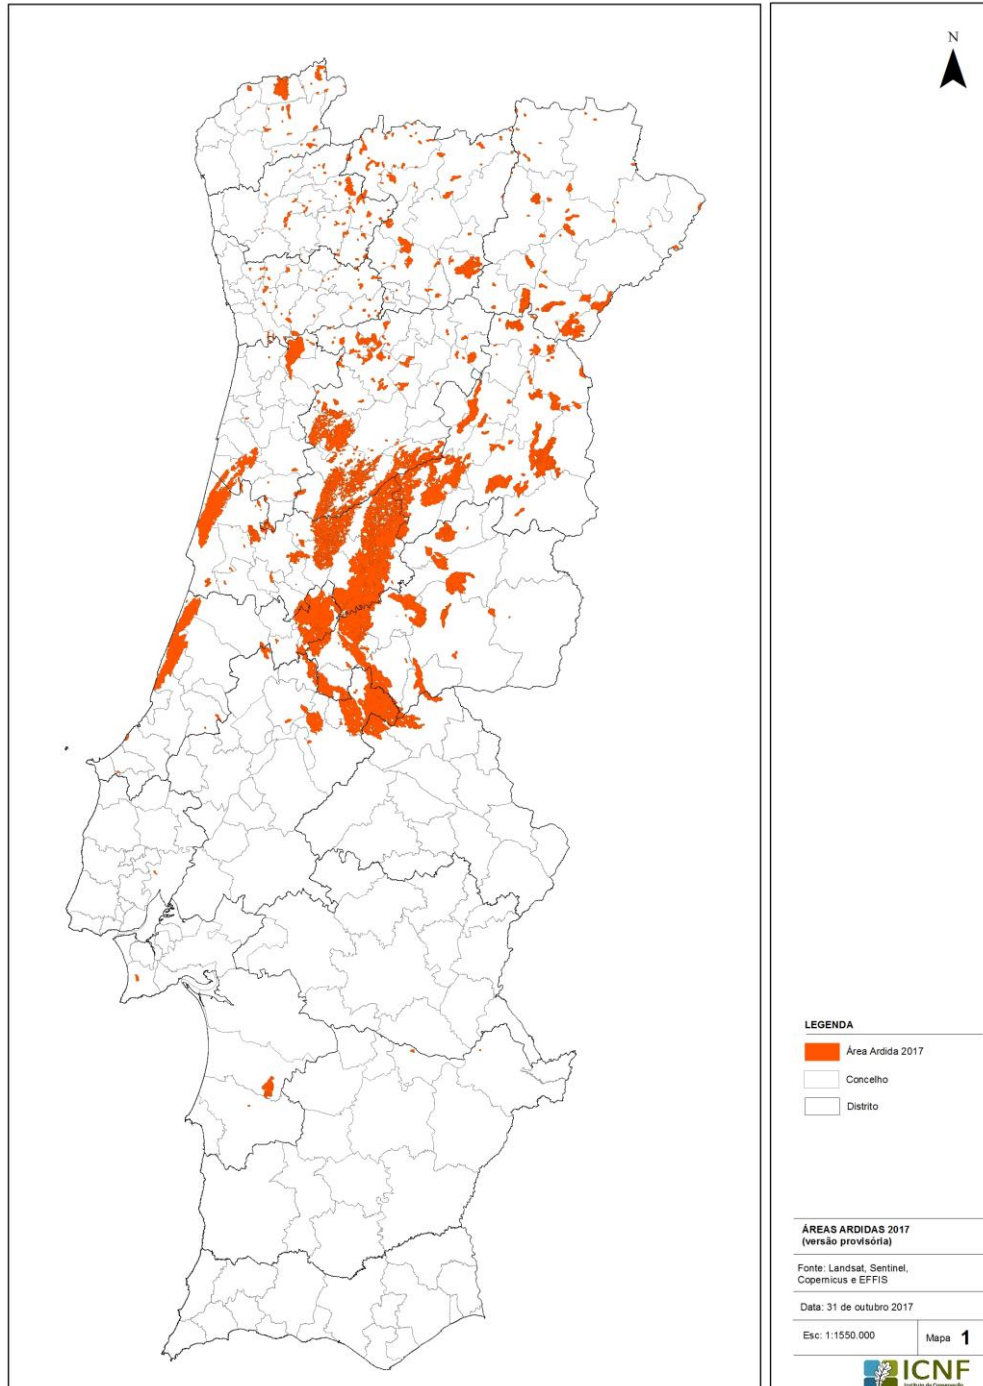 N
LEGENDA
Área Ardida 2017
Concelho
Distrito
ÁREAS ARDIDAS 2017
(versão provisória)
Fonte: Landsat, Sentinel,
Copernicus e EFFIS
Data: 31 de outubro 2017
Esc: 1:1550.000
Mapa 1
ICNF